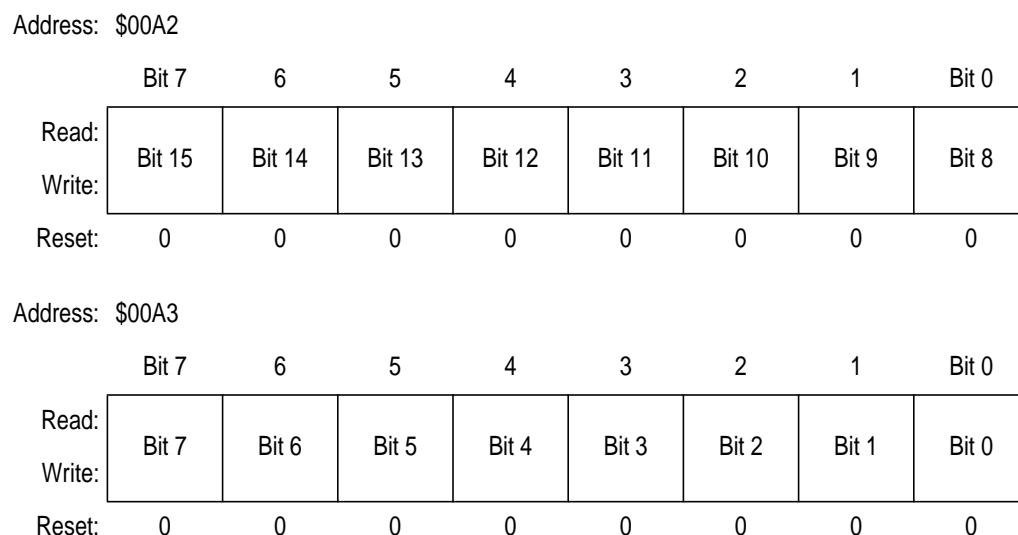 Address: $00A2
Bit 7 6 5 4 3 2 1 Bit 0
Read:
Bit 15 Bit 14 Bit 13 Bit 12 Bit 11 Bit 10 Bit 9 Bit 8
Write:
Reset: 0 0 0 0 0 0 0 0
Address: $00A3
Bit 7 6 5 4 3 2 1 Bit 0
Read:
Bit 7 Bit 6 Bit 5 Bit 4 Bit 3 Bit 2 Bit 1 Bit 0
Write:
Reset: 0 0 0 0 0 0 0 0